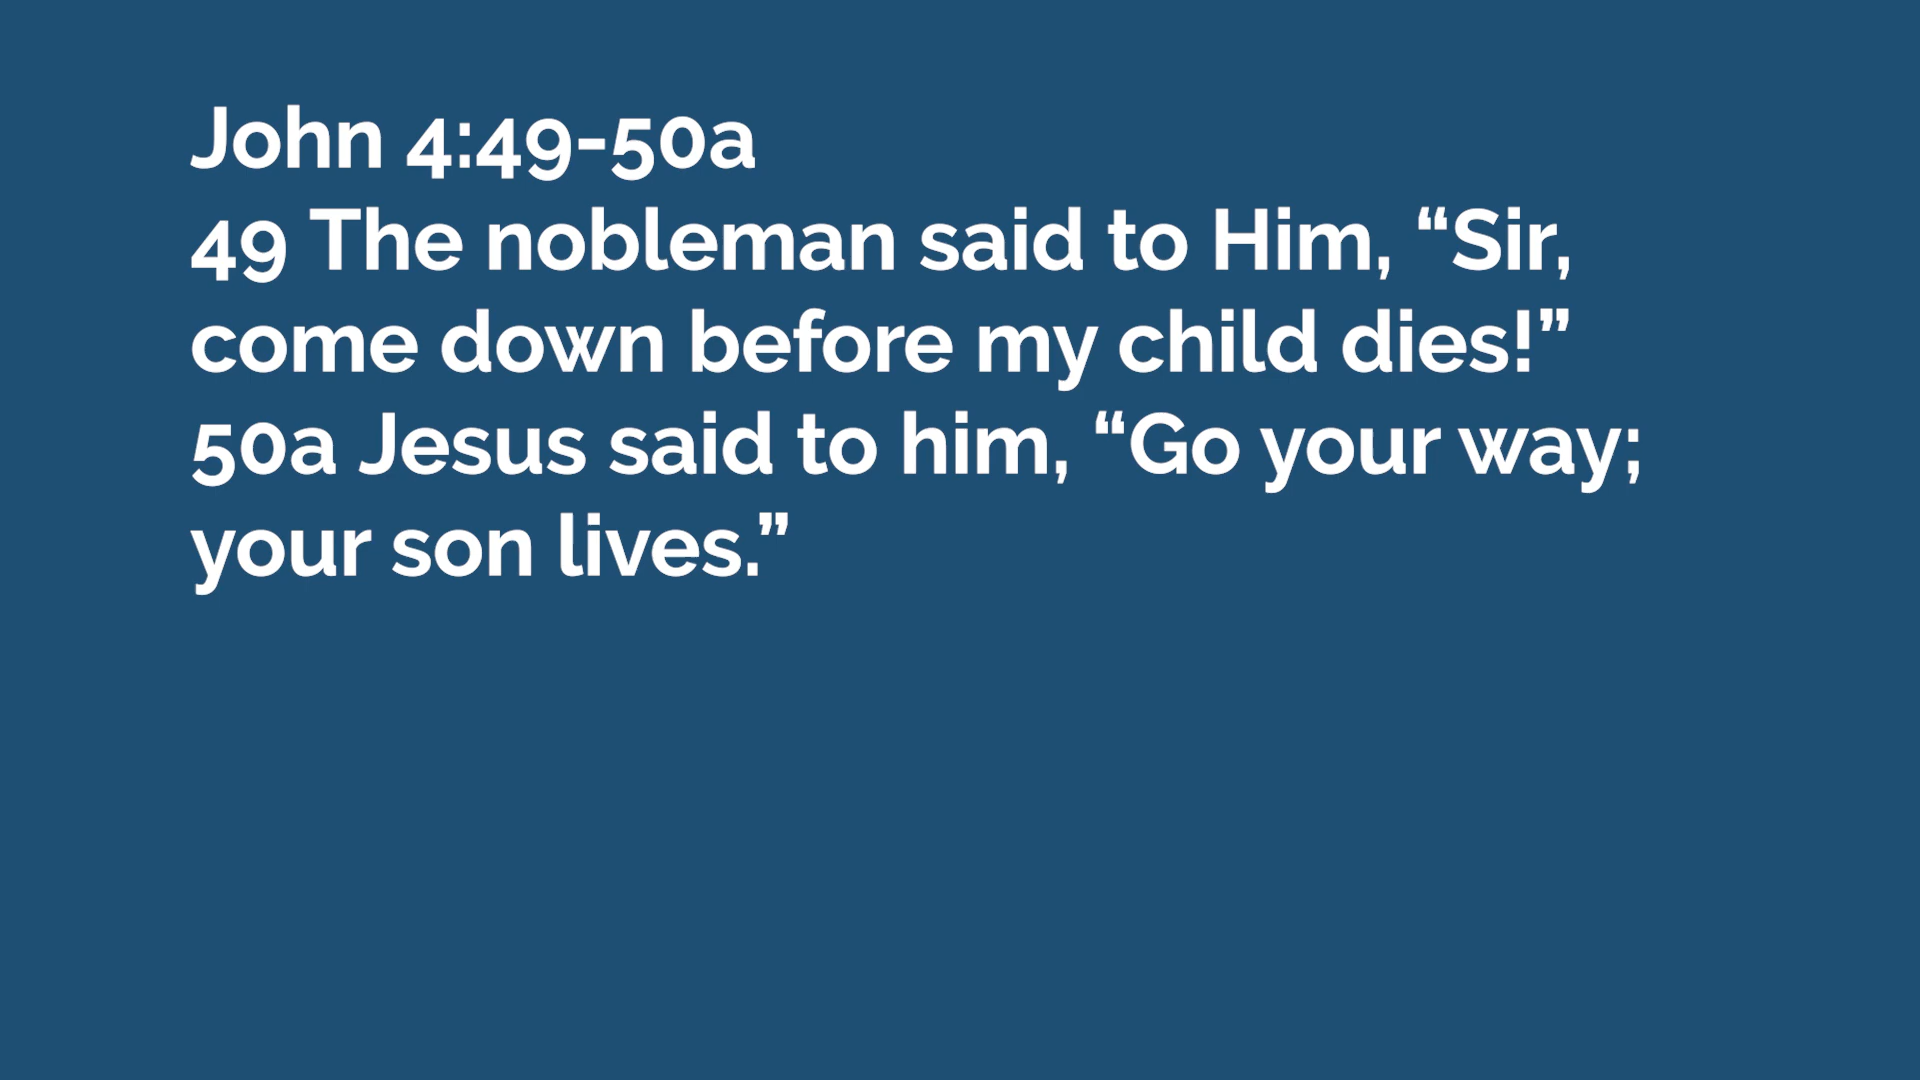 John 4:49-50a
49 The nobleman said to Him, “Sir,
come down before my child dies!”
50a Jesus said to him, “Go your way;
your son lives.”